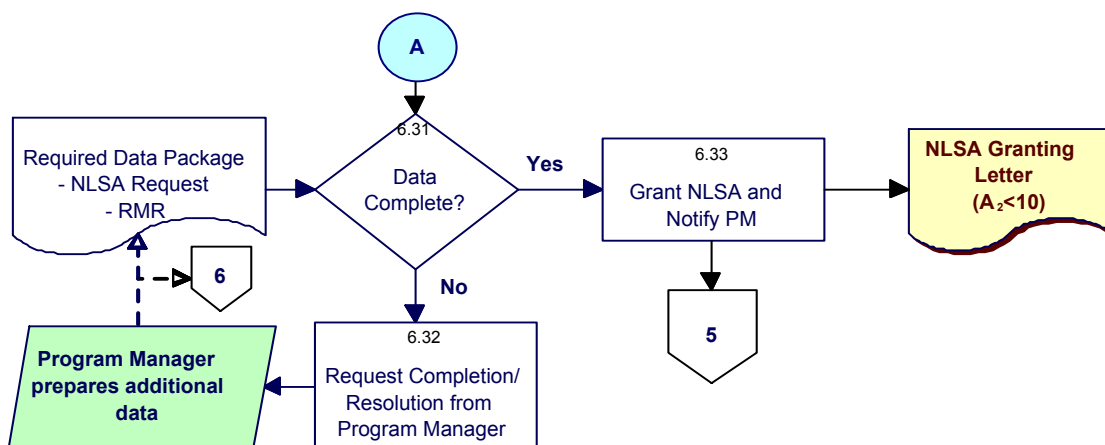 A
Required Data Package
- NLSA Request
- RMR
6.31
Data
Complete?
Yes
6.33
Grant NLSA and
Notify PM
NLSA Granting
Letter
(A₂<10)
6
No
5
Program Manager
prepares additional
data
6.32
Request Completion/
Resolution from
Program Manager